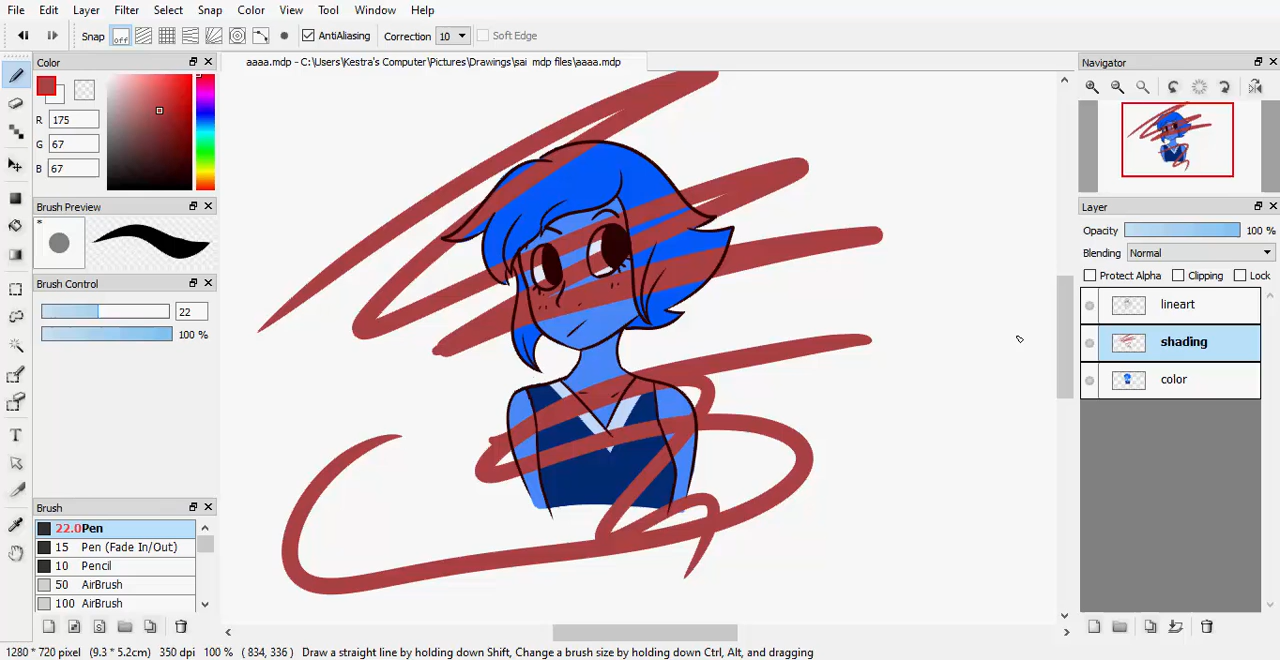 File Edit Layer Filter Select Snap Color View Tool Window Help
Snap off AntiAliasing Correction 10 Soft Edge
Color
aaaa.mdp - C:\Users\Kestra's Computer\Pictures\Drawings\sai mdp files\aaaa.mdp
Navigator
R 175
G 67
B 67
Brush Preview
*
Layer
Opacity 100 %
Blending Normal
Protect Alpha Clipping Lock
Brush Control
22
100 %
lineart
shading
color
T
Brush
22.0 Pen
15 Pen (Fade In/Out)
10 Pencil
50 AirBrush
100 AirBrush
1280 * 720 pixel (9.3 * 5.2cm) 350 dpi 100 % ( 834, 336 ) Draw a straight line by holding down Shift, Change a brush size by holding down Ctrl, Alt, and dragging